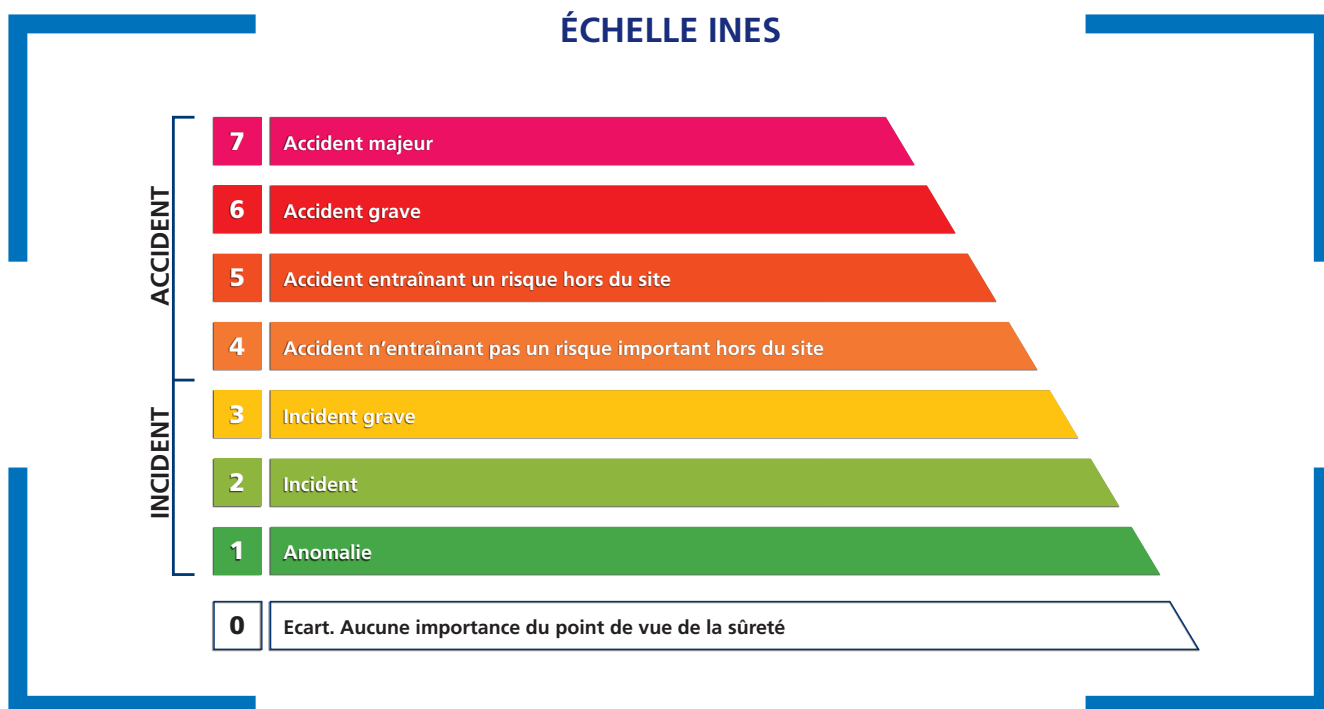 ÉCHELLE INES
ACCIDENT
7 Accident majeur
6 Accident grave
5 Accident entraînant un risque hors du site
4 Accident n’entraînant pas un risque important hors du site
INCIDENT
3 Incident grave
2 Incident
1 Anomalie
0 Ecart. Aucune importance du point de vue de la sûreté